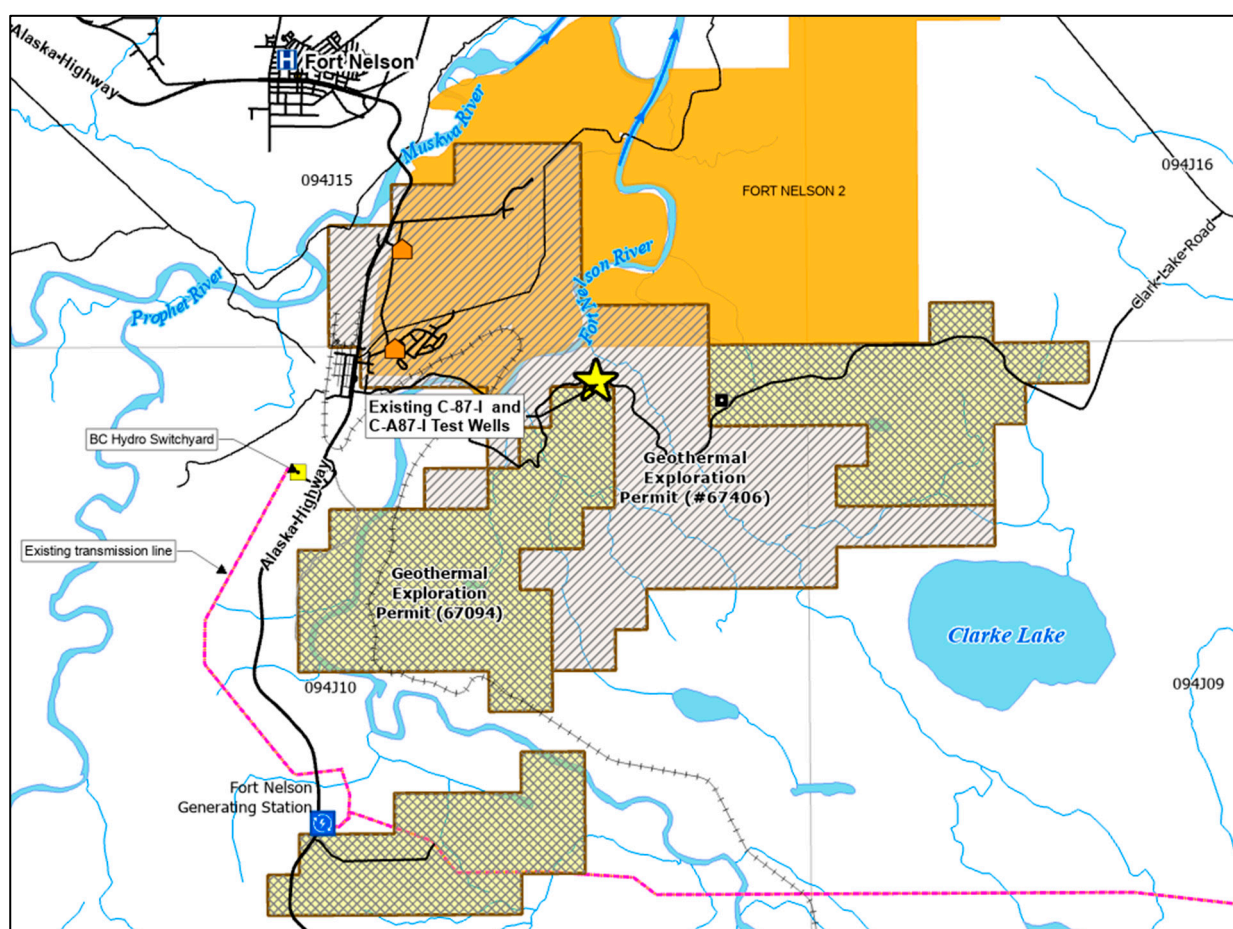 Alaska-Highway
H
Fort Nelson
Muskwa River
094J15
094J16
FORT NELSON 2
Clark-Lake-Road
Prophet River
Fort Nelson River
Existing C-87-I and
C-A87-I Test Wells
BC Hydro Switchyard
Geothermal
Exploration
Permit (#67406)
Alaska-Highway
Existing transmission line
Geothermal
Exploration
Permit (67094)
Clarke Lake
094J10
094J09
Fort Nelson
Generating Station